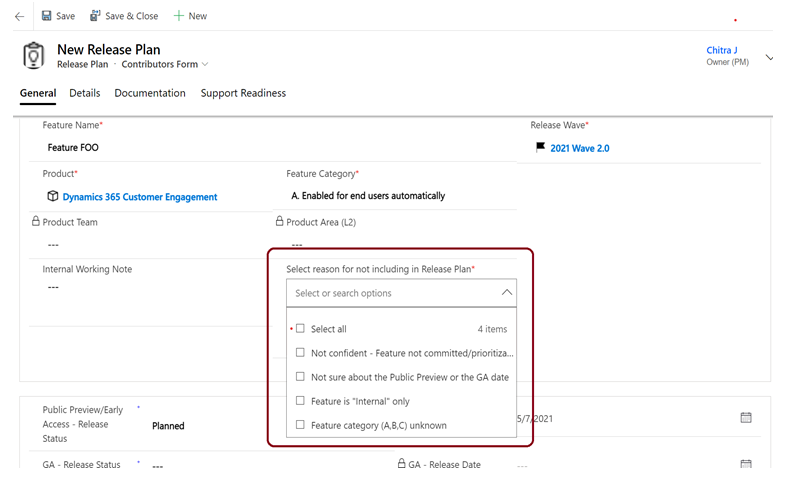 Save
Save & Close
New
New Release Plan
Release Plan · Contributors Form
Chitra J
Owner (PM)
General
Details
Documentation
Support Readiness
Feature Name*
Release Wave*
Feature FOO
2021 Wave 2.0
Product*
Feature Category*
Dynamics 365 Customer Engagement
A. Enabled for end users automatically
Product Team
Product Area (L2)
---
---
Internal Working Note
Select reason for not including in Release Plan*
---
Select or search options
Select all
4 items
Not confident - Feature not committed/prioritiza...
Not sure about the Public Preview or the GA date
Feature is "Internal" only
Feature category (A,B,C) unknown
Public Preview/Early
Access - Release
Status
*
Planned
5/7/2021
GA - Release Status
*
---
GA - Release Date
---